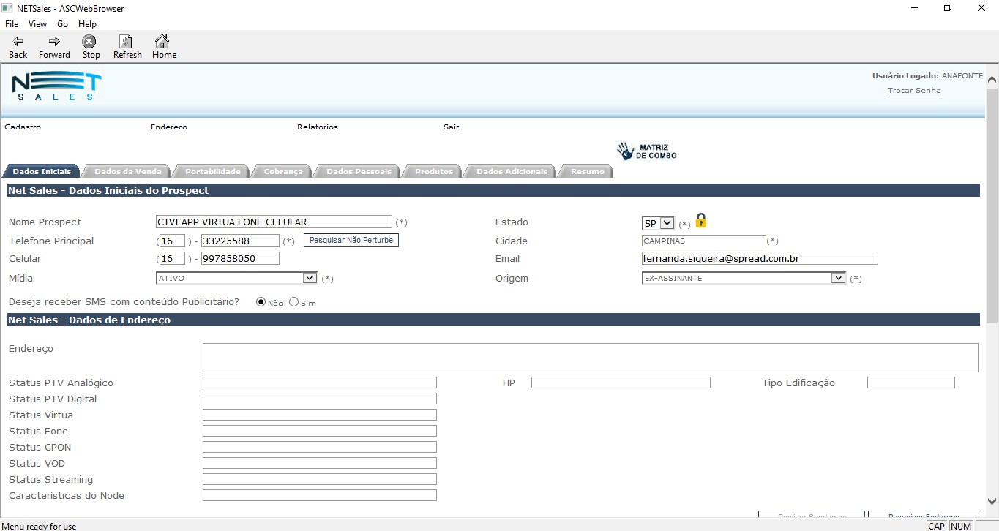 NETSales - ASCWebBrowser
File View Go Help
Back Forward Stop Refresh Home
NET SALES
Usuário Logado: ANAFONTE
Trocar Senha
Cadastro Endereco Relatorios Sair
MATRIZ DE COMBO
Dados Iniciais Dados da Venda Portabilidade Cobrança Dados Pessoais Produtos Dados Adicionais Resumo
Net Sales - Dados Iniciais do Prospect
Nome Prospect CTVI APP VIRTUA FONE CELULAR (*) Estado SP (*)
Telefone Principal (16) - 33225588 (*) Pesquisar Não Perturbe Cidade CAMPINAS (*)
Celular (16) - 997858050 Email fernanda.siqueira@spread.com.br
Mídia ATIVO (*) Origem EX-ASSINANTE (*)
Deseja receber SMS com conteúdo Publicitário? Não Sim
Net Sales - Dados de Endereço
Endereço
Status PTV Analógico HP Tipo Edificação
Status PTV Digital
Status Virtua
Status Fone
Status GPON
Status VOD
Status Streaming
Características do Node
Realizar Sondagem Pesquisar Endereço
Menu ready for use CAP NUM